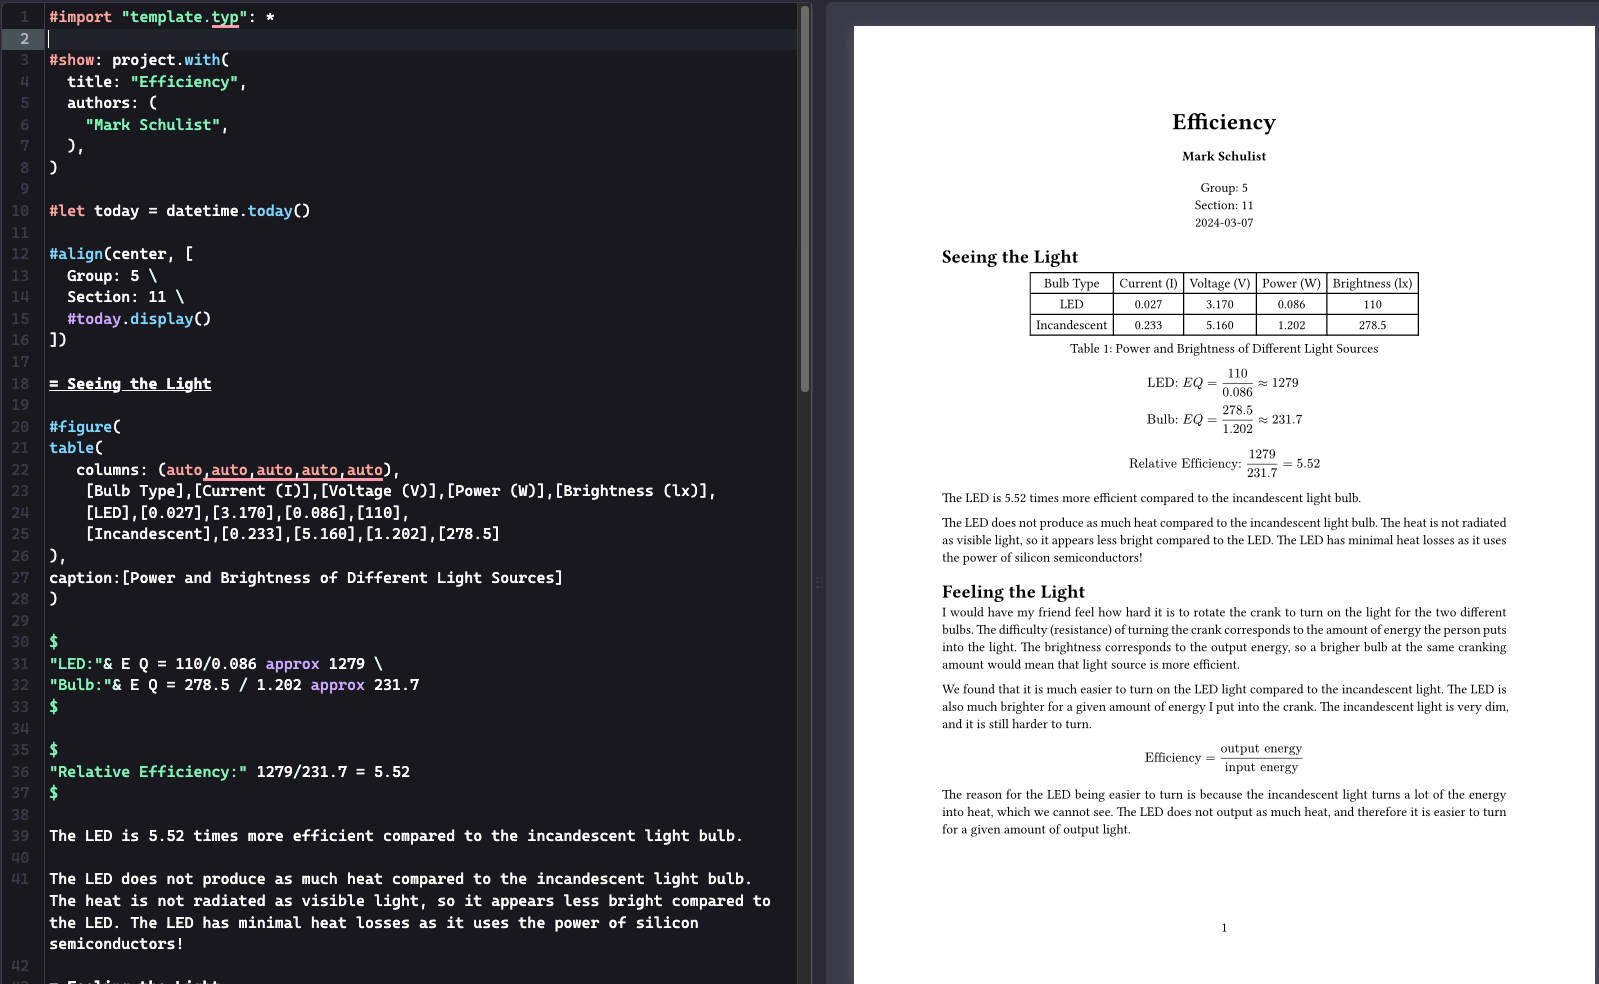 1 #import "template.typ": *
2
3 #show: project.with(
4 title: "Efficiency",
5 authors: (
6 "Mark Schulist",
7 ),
8 )
9
10 #let today = datetime.today()
11
12 #align(center, [
13 Group: 5 \
14 Section: 11 \
15 #today.display()
16 ])
17
18 = Seeing the Light
19
20 #figure(
21 table(
22 columns: (auto,auto,auto,auto,auto),
23 [Bulb Type],[Current (I)],[Voltage (V)],[Power (W)],[Brightness (lx)],
24 [LED],[0.027],[3.170],[0.086],[110],
25 [Incandescent],[0.233],[5.160],[1.202],[278.5]
26 ),
27 caption:[Power and Brightness of Different Light Sources]
28 )
29
30 $
31 "LED:"& E Q = 110/0.086 approx 1279 \
32 "Bulb:"& E Q = 278.5 / 1.202 approx 231.7
33 $
34
35 $
36 "Relative Efficiency:" 1279/231.7 = 5.52
37 $
38
39 The LED is 5.52 times more efficient compared to the incandescent light bulb.
40
41 The LED does not produce as much heat compared to the incandescent light bulb.
The heat is not radiated as visible light, so it appears less bright compared to
the LED. The LED has minimal heat losses as it uses the power of silicon
semiconductors!
42
Efficiency
Mark Schulist
Group: 5
Section: 11
2024-03-07
Seeing the Light
Bulb Type Current (I) Voltage (V) Power (W) Brightness (lx)
LED 0.027 3.170 0.086 110
Incandescent 0.233 5.160 1.202 278.5
Table 1: Power and Brightness of Different Light Sources
LED: EQ = 110/0.086 ≈ 1279
Bulb: EQ = 278.5/1.202 ≈ 231.7
Relative Efficiency: 1279/231.7 = 5.52
The LED is 5.52 times more efficient compared to the incandescent light bulb.
The LED does not produce as much heat compared to the incandescent light bulb. The heat is not radiated
as visible light, so it appears less bright compared to the LED. The LED has minimal heat losses as it uses
the power of silicon semiconductors!
Feeling the Light
I would have my friend feel how hard it is to rotate the crank to turn on the light for the two different
bulbs. The difficulty (resistance) of turning the crank corresponds to the amount of energy the person puts
into the light. The brightness corresponds to the output energy, so a brigher bulb at the same cranking
amount would mean that light source is more efficient.
We found that it is much easier to turn on the LED light compared to the incandescent light. The LED is
also much brighter for a given amount of energy I put into the crank. The incandescent light is very dim,
and it is still harder to turn.
Efficiency = output energy/input energy
The reason for the LED being easier to turn is because the incandescent light turns a lot of the energy
into heat, which we cannot see. The LED does not output as much heat, and therefore it is easier to turn
for a given amount of output light.
1